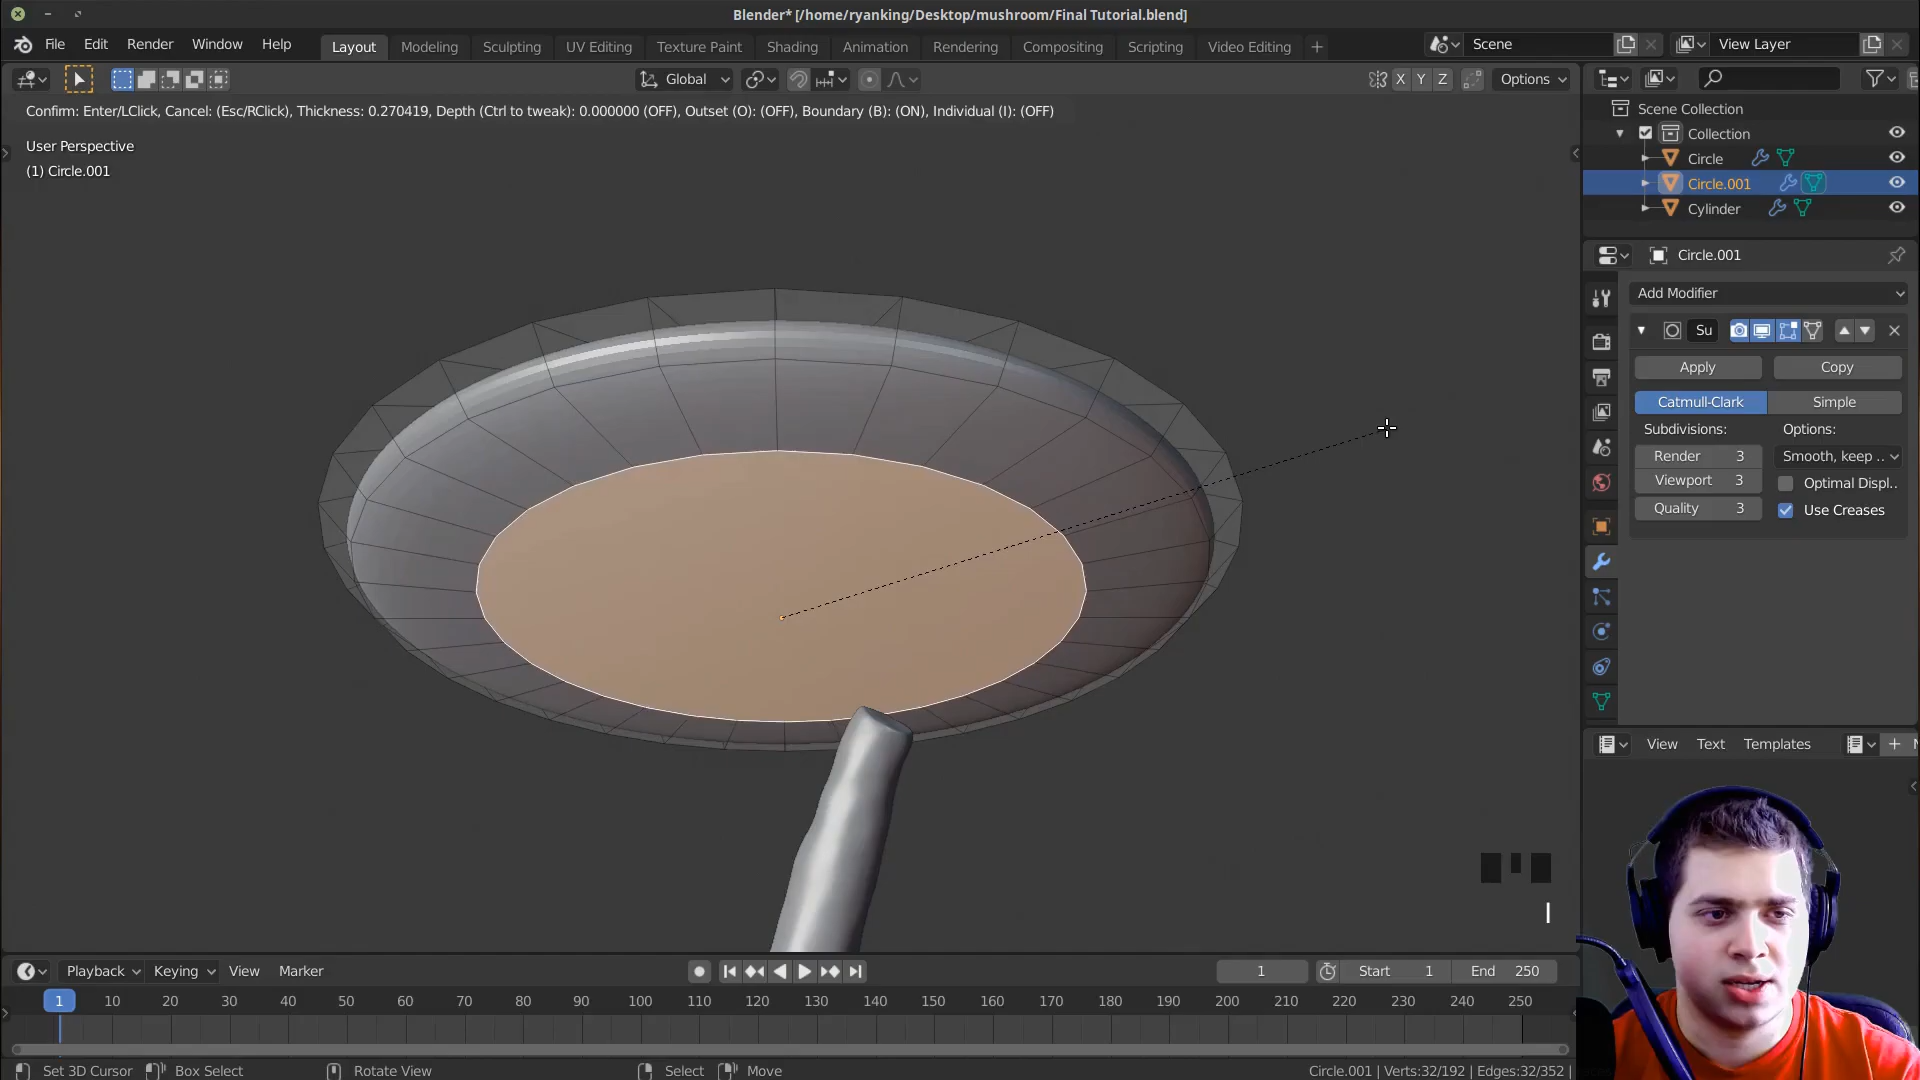 Blender* [/home/ryanking/Desktop/mushroom/Final Tutorial.blend]
File Edit Render Window Help Layout Modeling Sculpting UV Editing Texture Paint Shading Animation Rendering Compositing Scripting Video Editing + Scene View Layer
Global X Y Z Options
Confirm: Enter/LClick, Cancel: (Esc/RClick), Thickness: 0.270419, Depth (Ctrl to tweak): 0.000000 (OFF), Outset (O): (OFF), Boundary (B): (ON), Individual (I): (OFF)
User Perspective
(1) Circle.001
Scene Collection
Collection
Circle
Circle.001
Cylinder
Circle.001
Add Modifier
Su
Apply Copy
Catmull-Clark Simple
Subdivisions: Options:
Render 3 Smooth, keep ..
Viewport 3 Optimal Displ..
Quality 3 Use Creases
View Text Templates
I
Playback Keying View Marker 1 Start 1 End 250
1 10 20 30 40 50 60 70 80 90 100 110 120 130 140 150 160 170 180 190 200 210 220 230 240 250
Set 3D Cursor Box Select Rotate View Select Move Circle.001 | Verts:32/192 | Edges:32/352 |